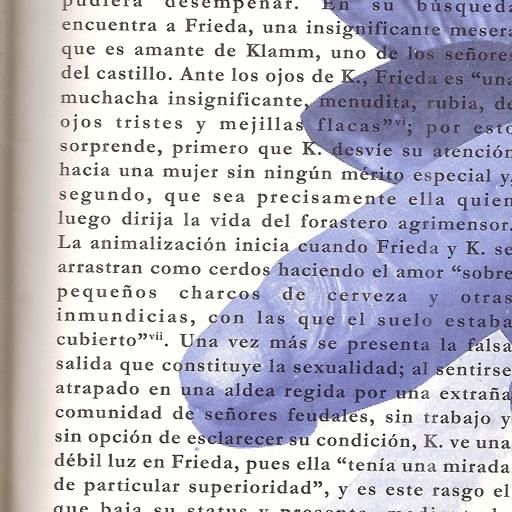 pudiera desempeñar. En su búsqueda
encuentra a Frieda, una insignificante mesera
que es amante de Klamm, uno de los señores
del castillo. Ante los ojos de K., Frieda es “una
muchacha insignificante, menudita, rubia, de
ojos tristes y mejillas flacas”vi; por esto
sorprende, primero que K. desvíe su atención
hacia una mujer sin ningún mérito especial y,
segundo, que sea precisamente ella quien
luego dirija la vida del forastero agrimensor.
La animalización inicia cuando Frieda y K. se
arrastran como cerdos haciendo el amor “sobre
pequeños charcos de cerveza y otras
inmundicias, con las que el suelo estaba
cubierto”vii. Una vez más se presenta la falsa
salida que constituye la sexualidad; al sentirse
atrapado en una aldea regida por una extraña
comunidad de señores feudales, sin trabajo y
sin opción de esclarecer su condición, K. ve una
débil luz en Frieda, pues ella “tenía una mirada
de particular superioridad”, y es este rasgo el
que baja su status y presenta,